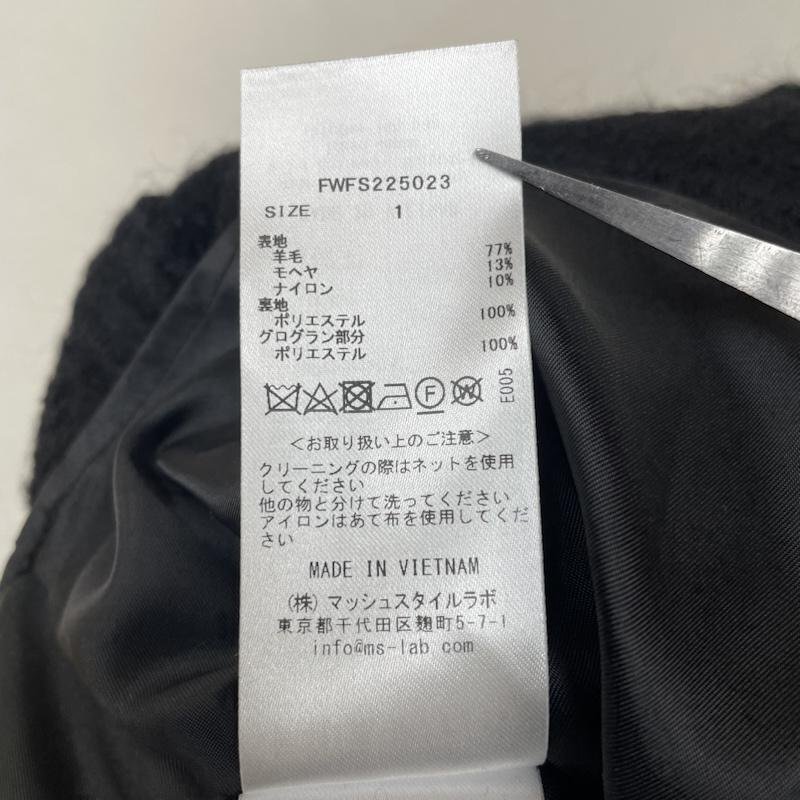 FWFS225023
SIZE 1
表地
羊毛 77%
モヘヤ 13%
ナイロン 10%
裏地
ポリエステル 100%
グログラン部分
ポリエステル 100%
F W E005
<お取り扱い上のご注意>
クリーニングの際はネットを使用
してください
他の物と分けて洗ってください
アイロンはあて布を使用してくだ
さい
MADE IN VIETNAM
(株) マッシュスタイルラボ
東京都千代田区麹町5-7-1
info@ms-lab com